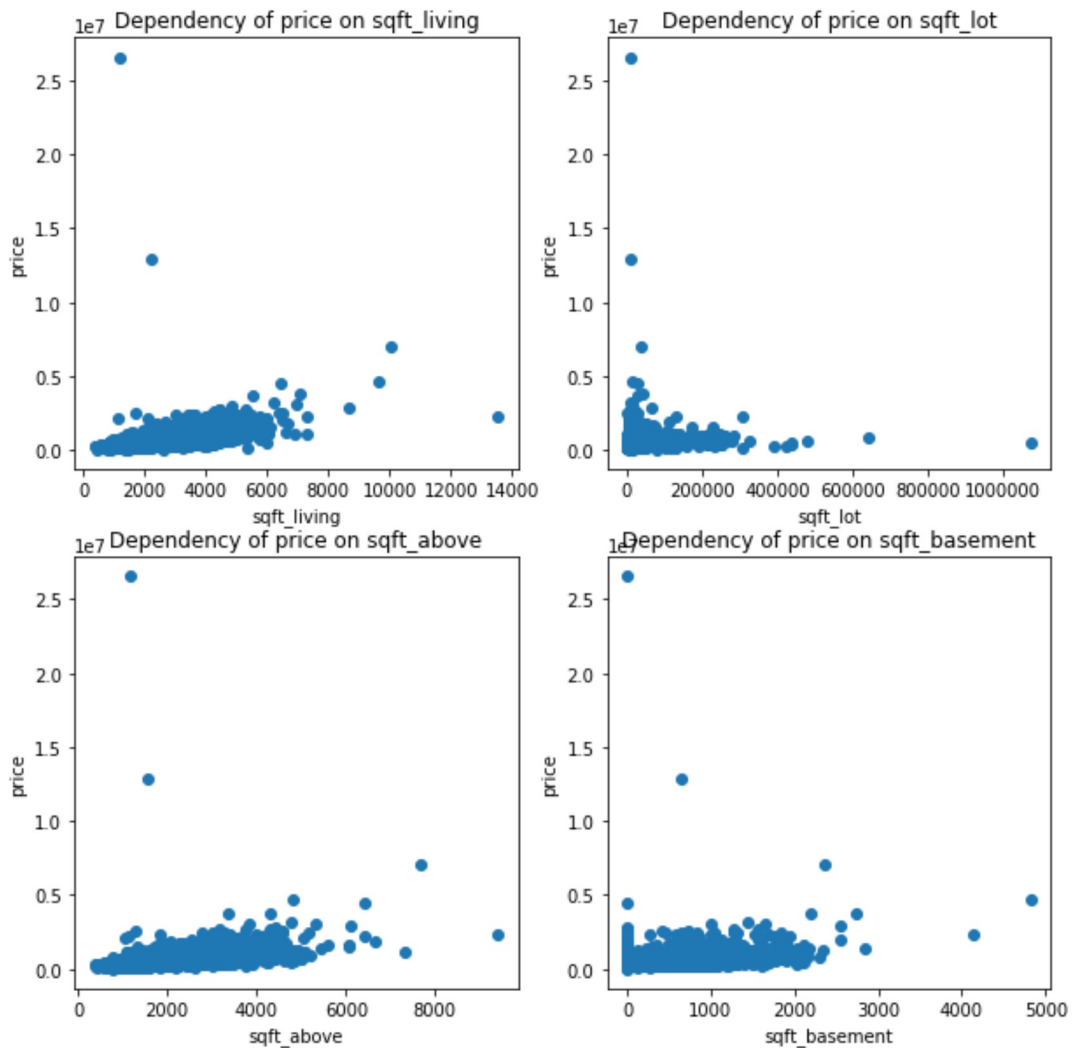 Dependency of price on sqft_living
1e7
2.5
2.0
1.5
1.0
0.5
0.0
price
0 2000 4000 6000 8000 10000 12000 14000
sqft_living
Dependency of price on sqft_lot
1e7
2.5
2.0
1.5
1.0
0.5
0.0
price
0 200000 400000 600000 800000 1000000
sqft_lot
Dependency of price on sqft_above
1e7
2.5
2.0
1.5
1.0
0.5
0.0
price
0 2000 4000 6000 8000
sqft_above
Dependency of price on sqft_basement
1e7
2.5
2.0
1.5
1.0
0.5
0.0
price
0 1000 2000 3000 4000 5000
sqft_basement